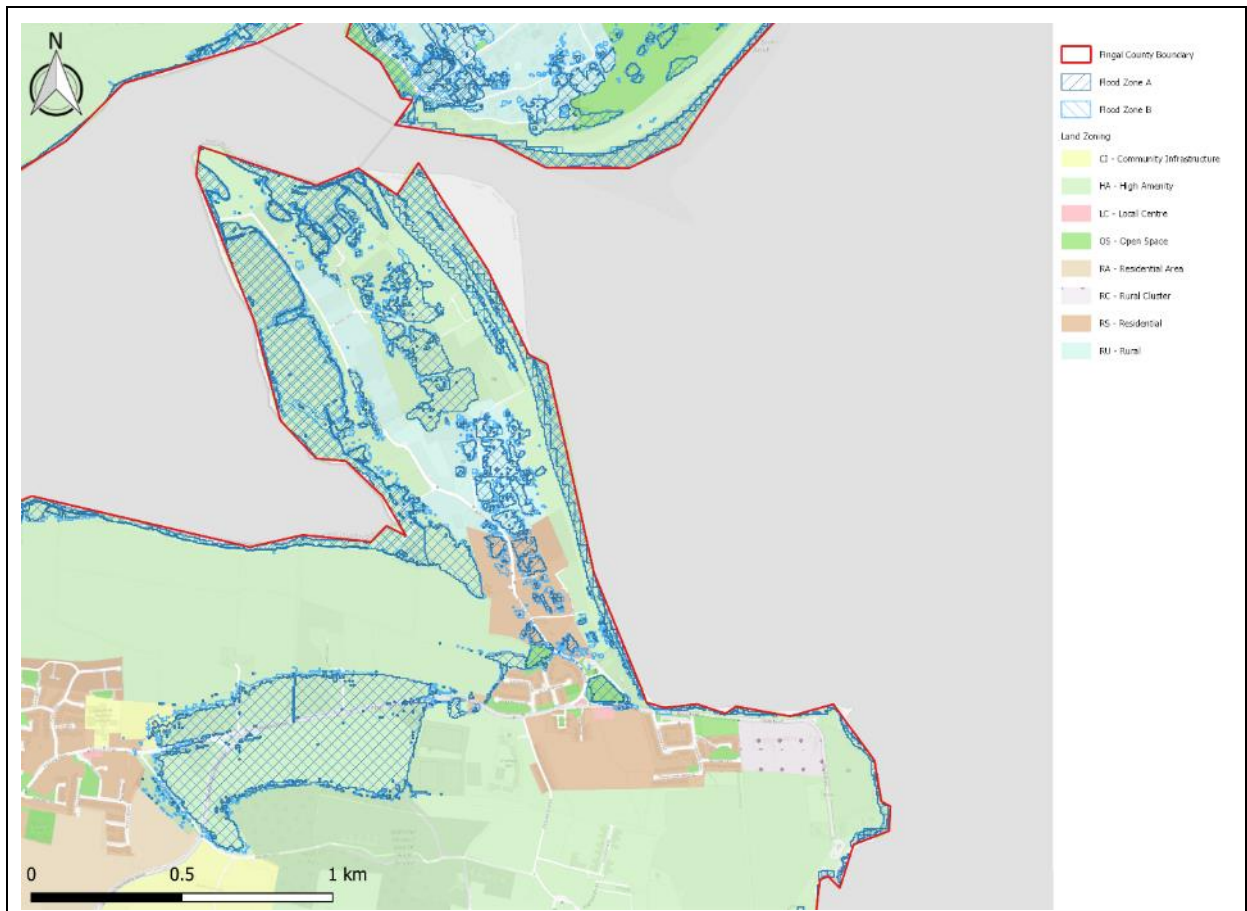 N
Fingal County Boundary
Flood Zone A
Flood Zone B
Land Zoning
CI - Community Infrastructure
HA - High Amenity
LC - Local Centre
OS - Open Space
RA - Residential Area
RC - Rural Cluster
RS - Residential
RU - Rural
0 0.5 1 km